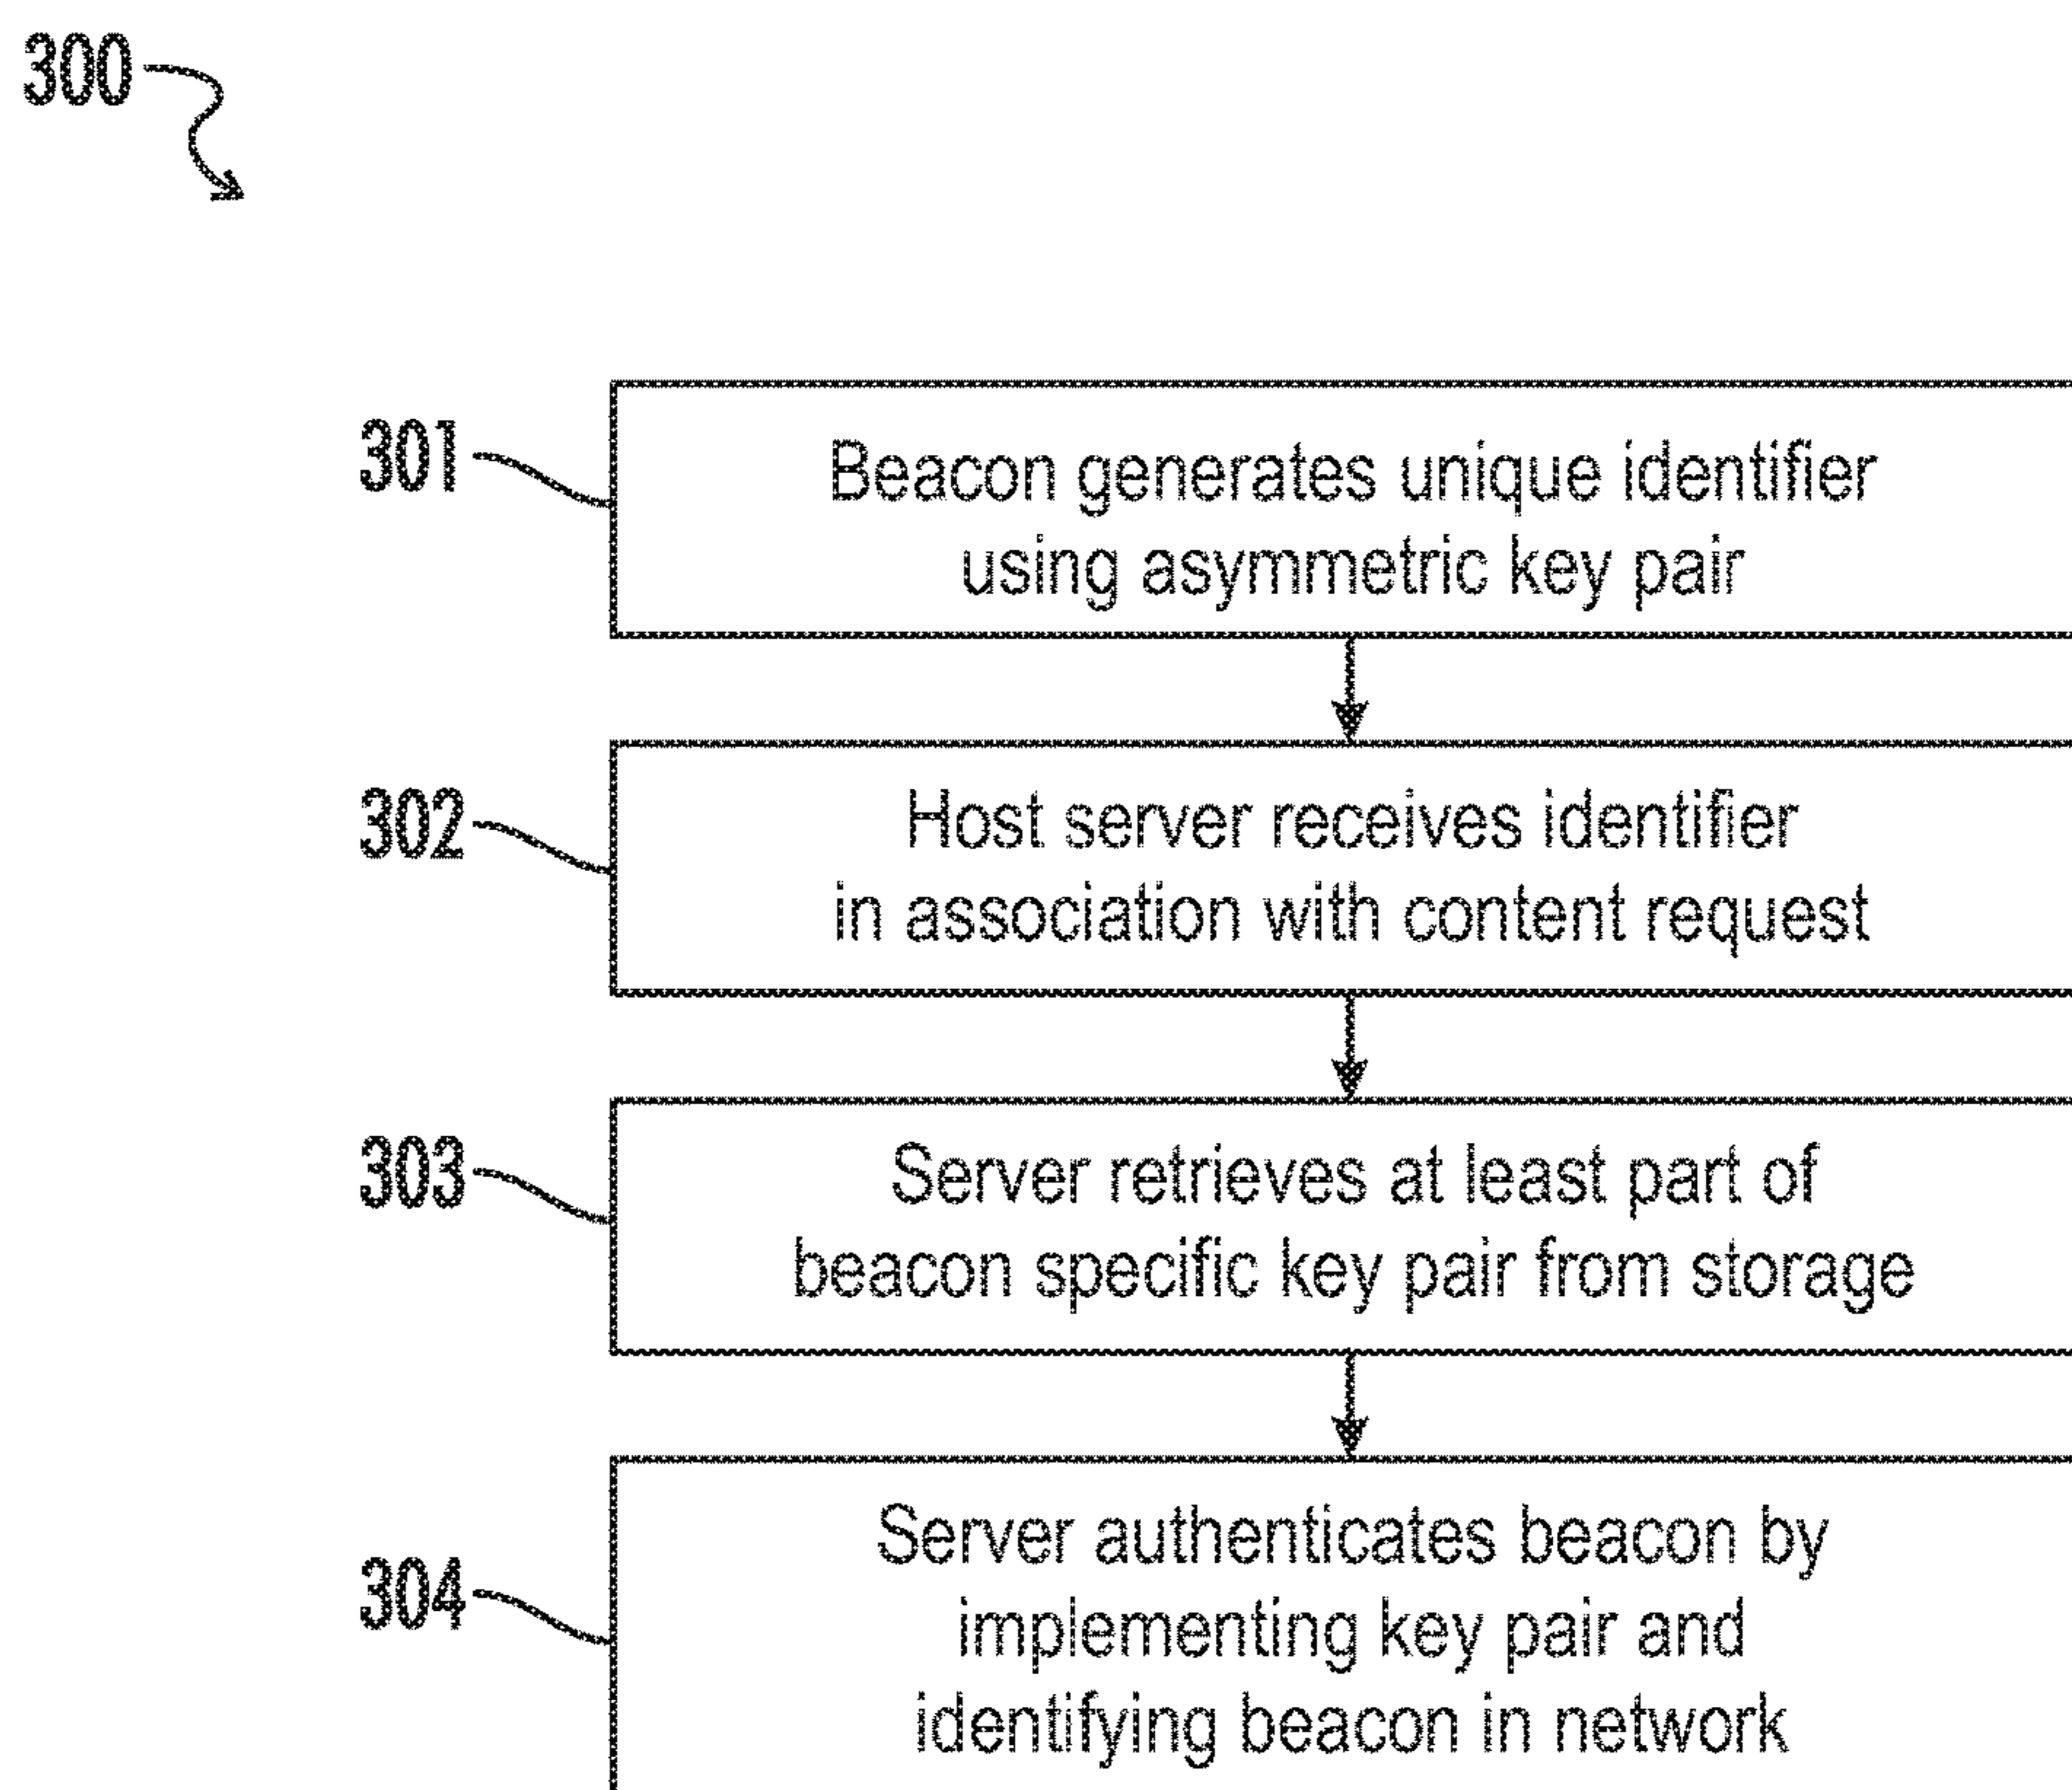 300
301
Beacon generates unique identifier
using asymmetric key pair
302
Host server receives identifier
in association with content request
303
Server retrieves at least part of
beacon specific key pair from storage
304
Server authenticates beacon by
implementing key pair and
identifying beacon in network